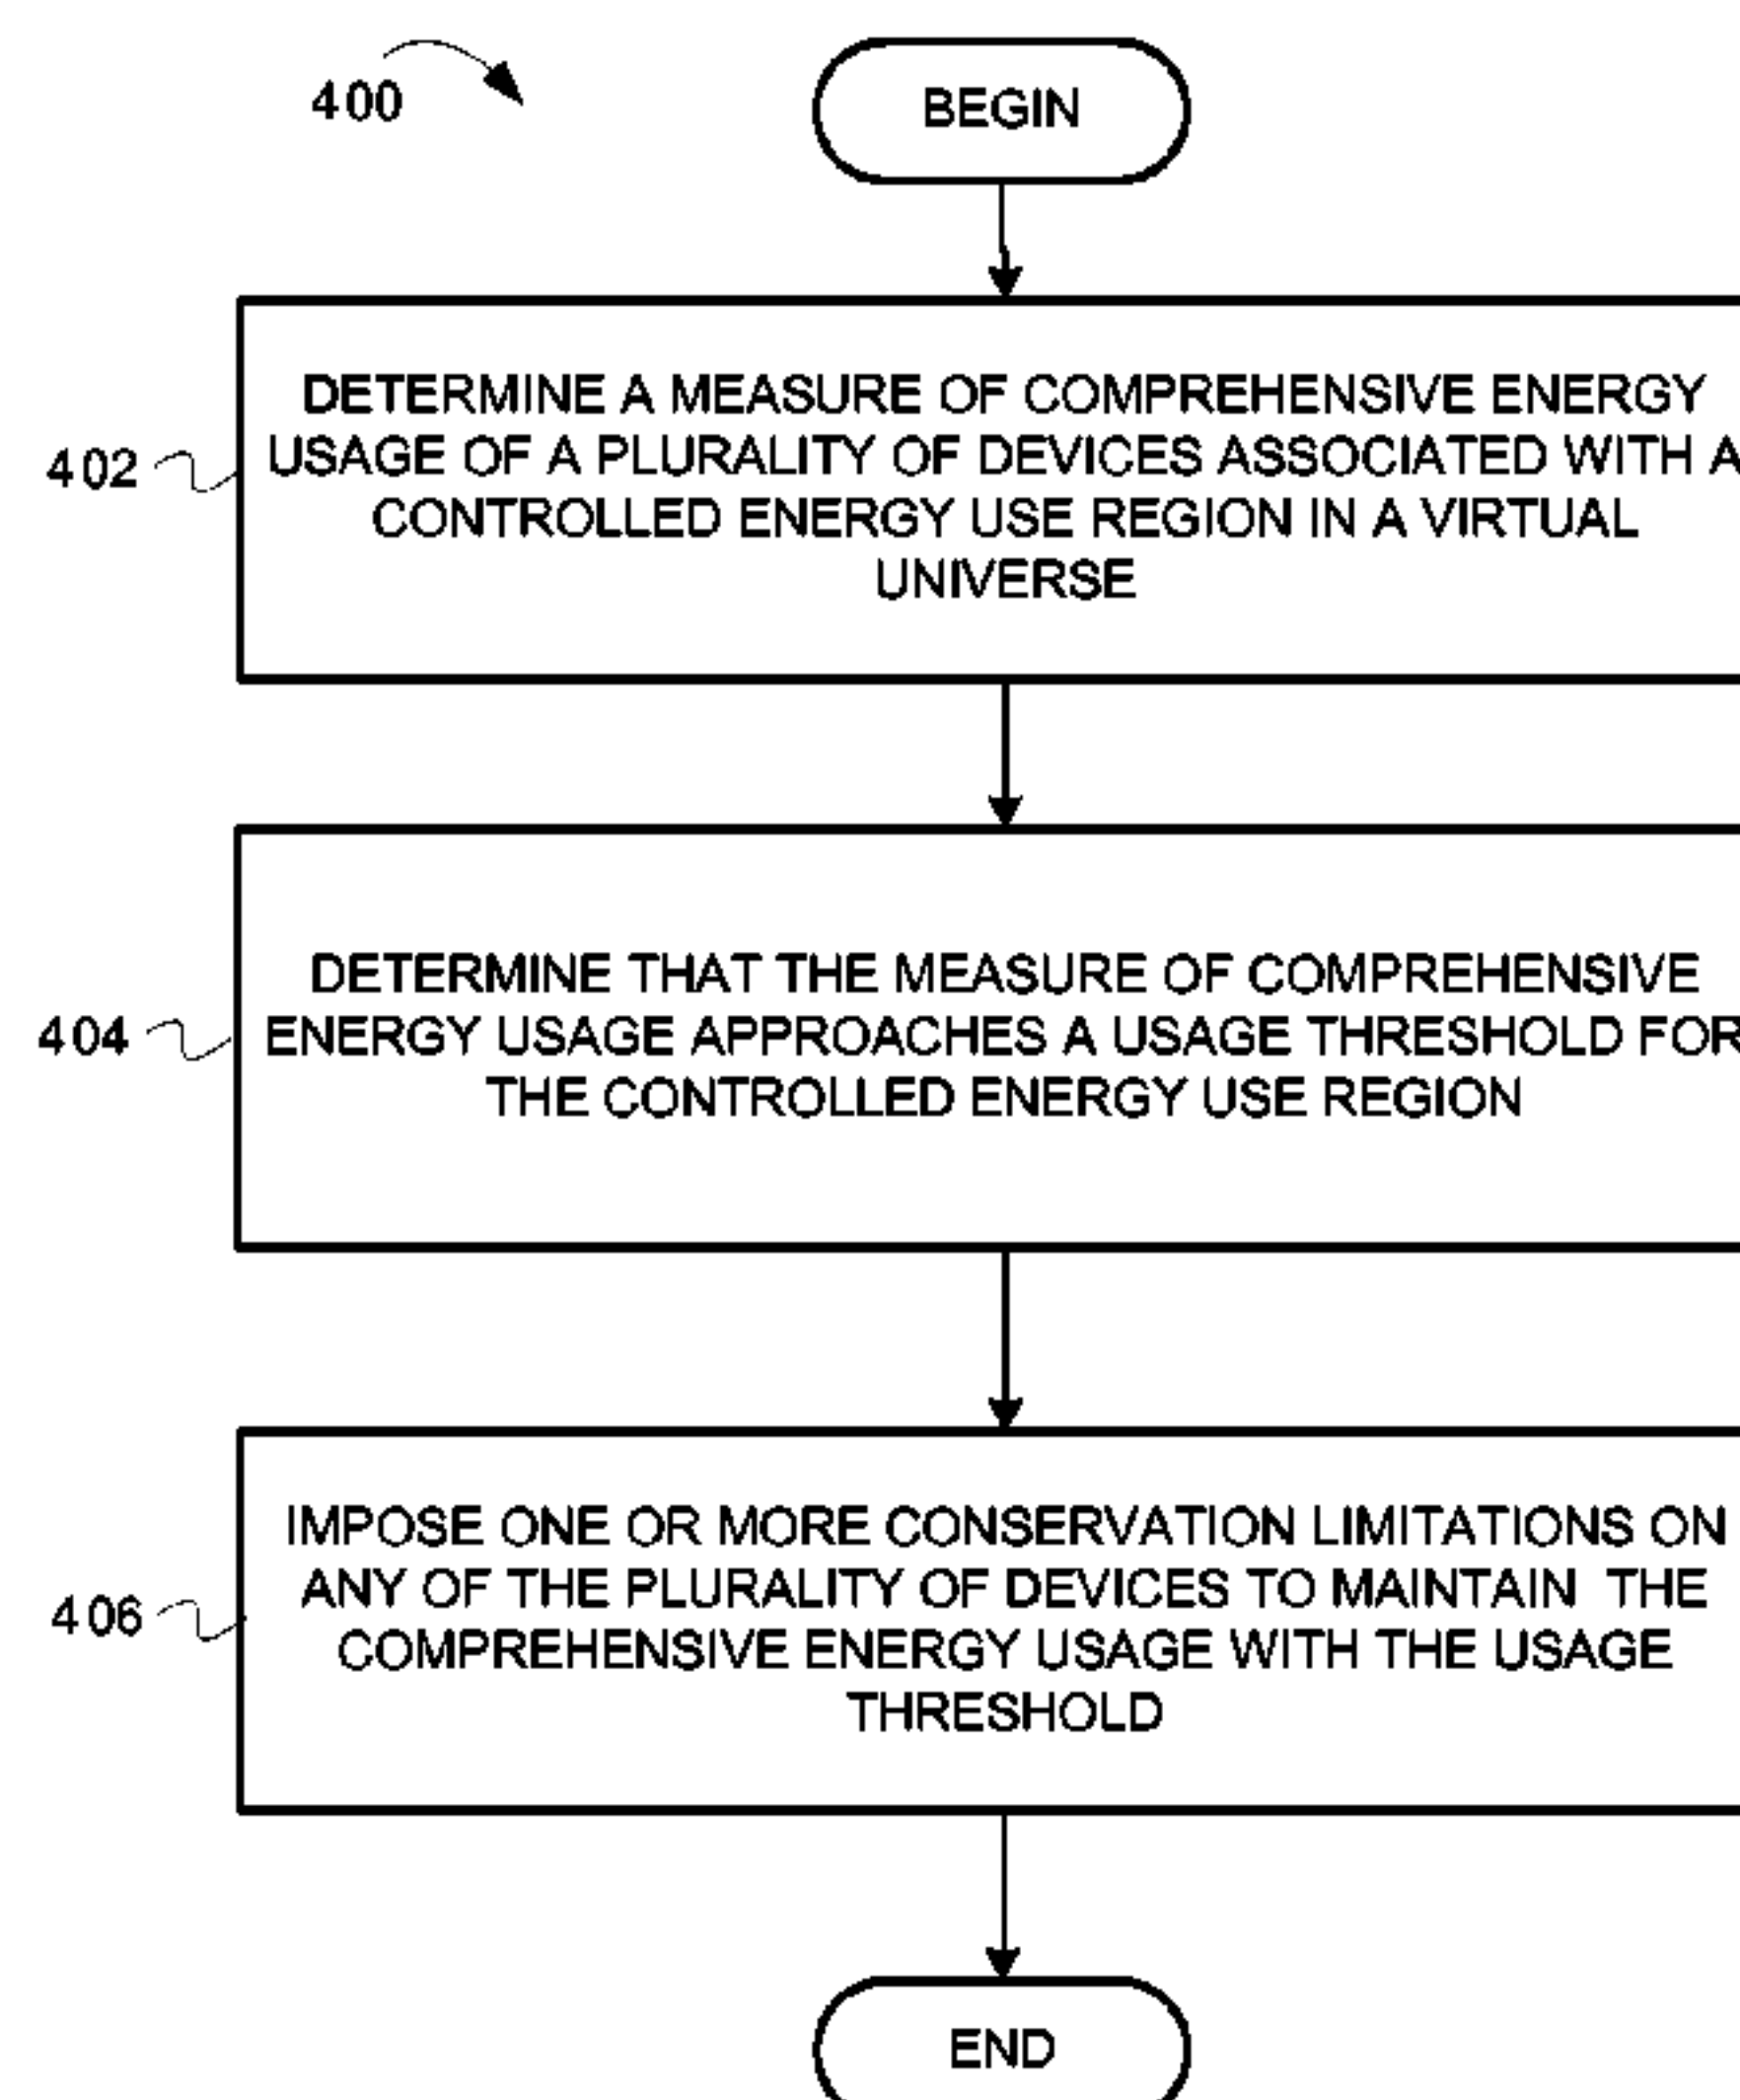 400
BEGIN
402
DETERMINE A MEASURE OF COMPREHENSIVE ENERGY
USAGE OF A PLURALITY OF DEVICES ASSOCIATED WITH A
CONTROLLED ENERGY USE REGION IN A VIRTUAL
UNIVERSE
404
DETERMINE THAT THE MEASURE OF COMPREHENSIVE
ENERGY USAGE APPROACHES A USAGE THRESHOLD FOR
THE CONTROLLED ENERGY USE REGION
406
IMPOSE ONE OR MORE CONSERVATION LIMITATIONS ON
ANY OF THE PLURALITY OF DEVICES TO MAINTAIN THE
COMPREHENSIVE ENERGY USAGE WITH THE USAGE
THRESHOLD
END